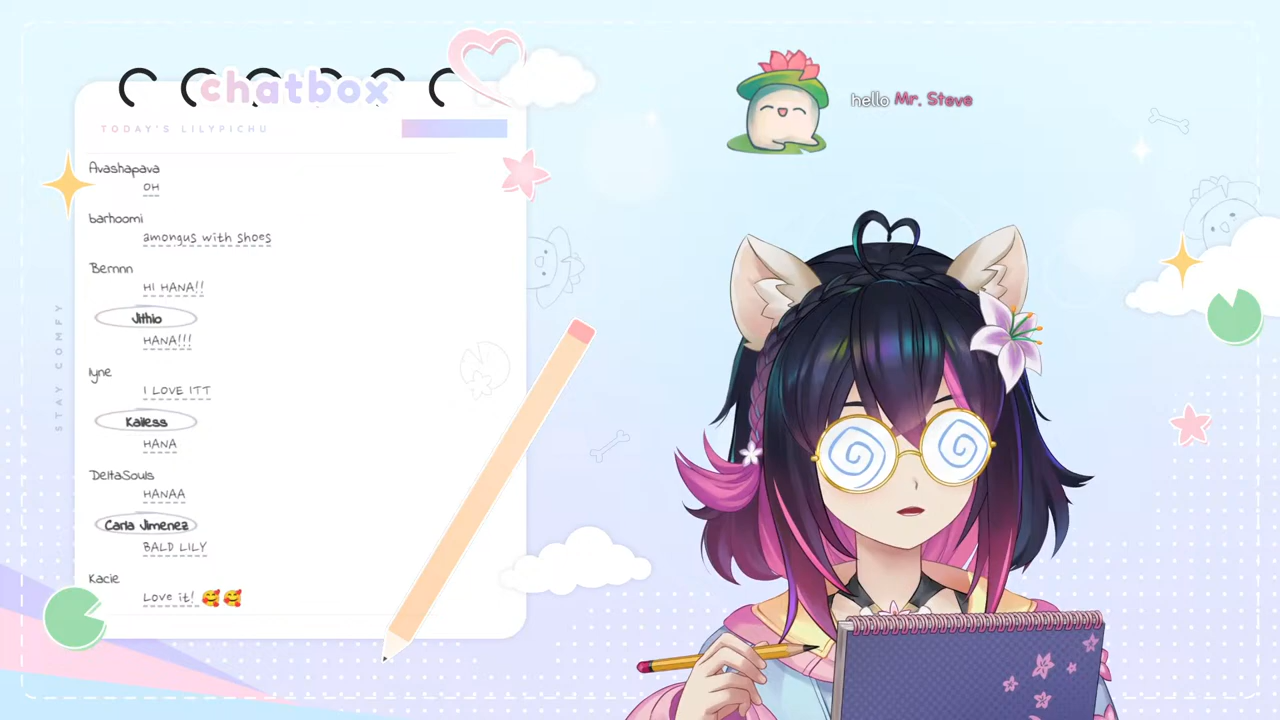 chatbox
TODAY'S LILYPICHU
Avashapava
OH
barhoomi
amongus with shoes
Bernnn
HI HANA!!
Jithio
HANA!!!
lyne
I LOVE ITT
Kailess
HANA
DeltaSouls
HANAA
Carla Jimenez
BALD LILY
Kacie
Love it! 🥰 🥰
STAY COMFY
hello Mr. Steve